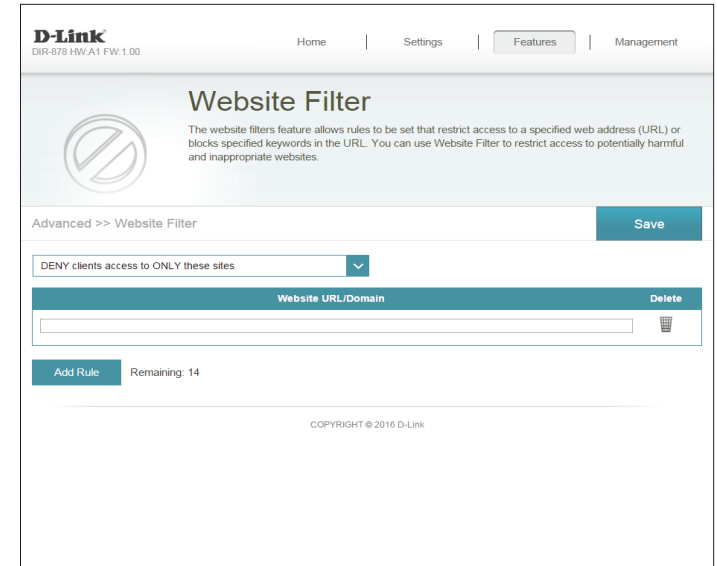 D-Link
DIR-878 HW:A1 FW:1.00
Home | Settings | Features | Management
Website Filter
The website filters feature allows rules to be set that restrict access to a specified web address (URL) or
blocks specified keywords in the URL. You can use Website Filter to restrict access to potentially harmful
and inappropriate websites.
Advanced >> Website Filter
Save
DENY clients access to ONLY these sites
Website URL/Domain
Delete
Add Rule
Remaining: 14
COPYRIGHT © 2016 D-Link